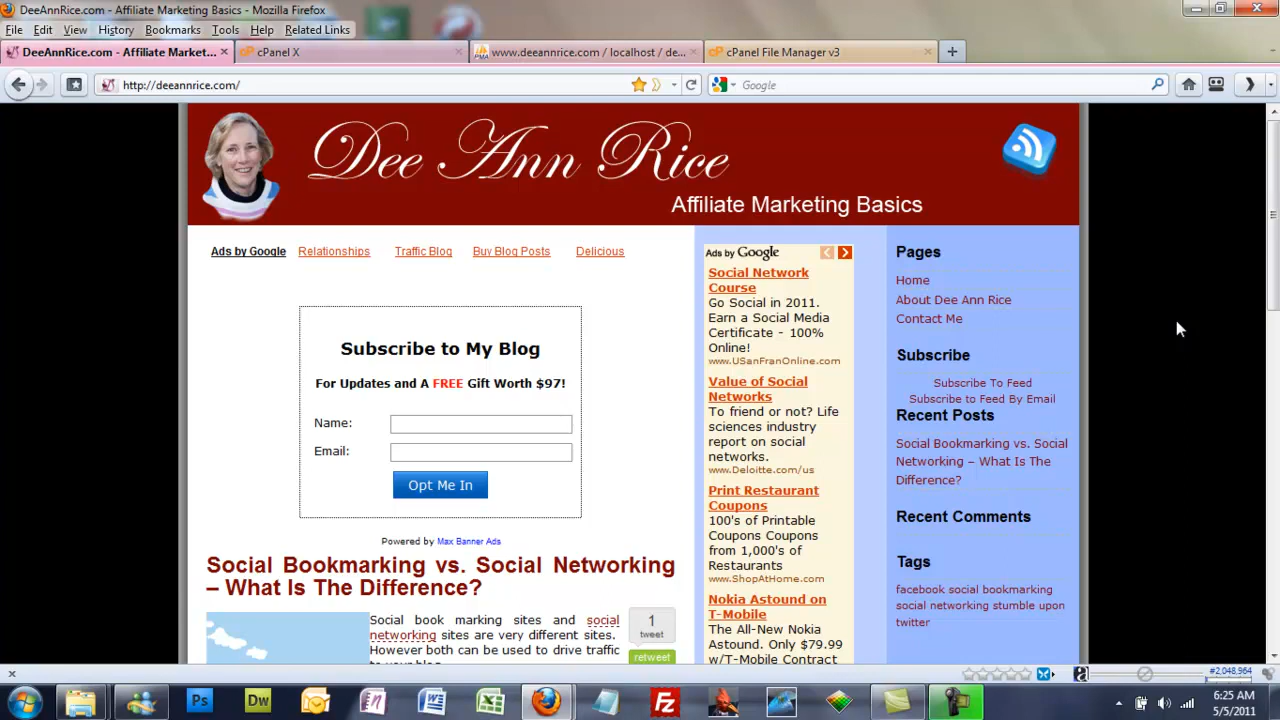 DeeAnnRice.com - Affiliate Marketing Basics - Mozilla Firefox
File Edit View History Bookmarks Tools Help Related Links
DeeAnnRice.com - Affiliate Market... cPanel X www.deeannrice.com / localhost / de... cPanel File Manager v3
http://deeannrice.com/ Google
Dee Ann Rice
Affiliate Marketing Basics
Ads by Google Relationships Traffic Blog Buy Blog Posts Delicious
Subscribe to My Blog
For Updates and A FREE Gift Worth $97!
Name:
Email:
Opt Me In
Powered by Max Banner Ads
Social Bookmarking vs. Social Networking
– What Is The Difference?
Social book marking sites and social
networking sites are very different sites.
However both can be used to drive traffic
to your blog
1
tweet
retweet
Ads by Google
Social Network
Course
Go Social in 2011.
Earn a Social Media
Certificate - 100%
Online!
www.USanFranOnline.com
Value of Social
Networks
To friend or not? Life
sciences industry
report on social
networks.
www.Deloitte.com/us
Print Restaurant
Coupons
100's of Printable
Coupons Coupons
from 1,000's of
Restaurants
www.ShopAtHome.com
Nokia Astound on
T-Mobile
The All-New Nokia
Astound. Only $79.99
w/T-Mobile Contract
Pages
Home
About Dee Ann Rice
Contact Me
Subscribe
Subscribe To Feed
Subscribe to Feed By Email
Recent Posts
Social Bookmarking vs. Social
Networking – What Is The
Difference?
Recent Comments
Tags
facebook social bookmarking
social networking stumble upon
twitter
#2,048,964
Ps Dw
6:25 AM
5/5/2011